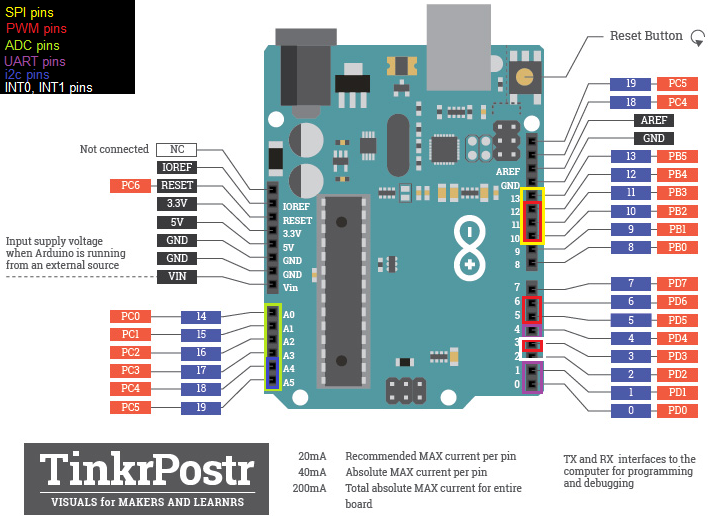 SPI pins
PWM pins
ADC pins
UART pins
i2c pins
INT0, INT1 pins
Reset Button
Not connected
NC
IOREF
PC6
RESET
3.3V
5V
GND
GND
VIN
Input supply voltage
when Arduino is running
from an external source
PC0 14
PC1 15
PC2 16
PC3 17
PC4 18
PC5 19
IOREF
RESET
3.3V
5V
GND
GND
Vin
A0
A1
A2
A3
A4
A5
AREF
GND
13
12
11
10
9
8
7
6
5
4
3
2
1
0
19 PC5
18 PC4
AREF
GND
13 PB5
12 PB4
11 PB3
10 PB2
9 PB1
8 PB0
7 PD7
6 PD6
5 PD5
4 PD4
3 PD3
2 PD2
1 PD1
0 PD0
TinkrPostr
VISUALS for MAKERS AND LEARNRS
20mA Recommended MAX current per pin
40mA Absolute MAX current per pin
200mA Total absolute MAX current for entire
board
TX and RX interfaces to the
computer for programming
and debugging